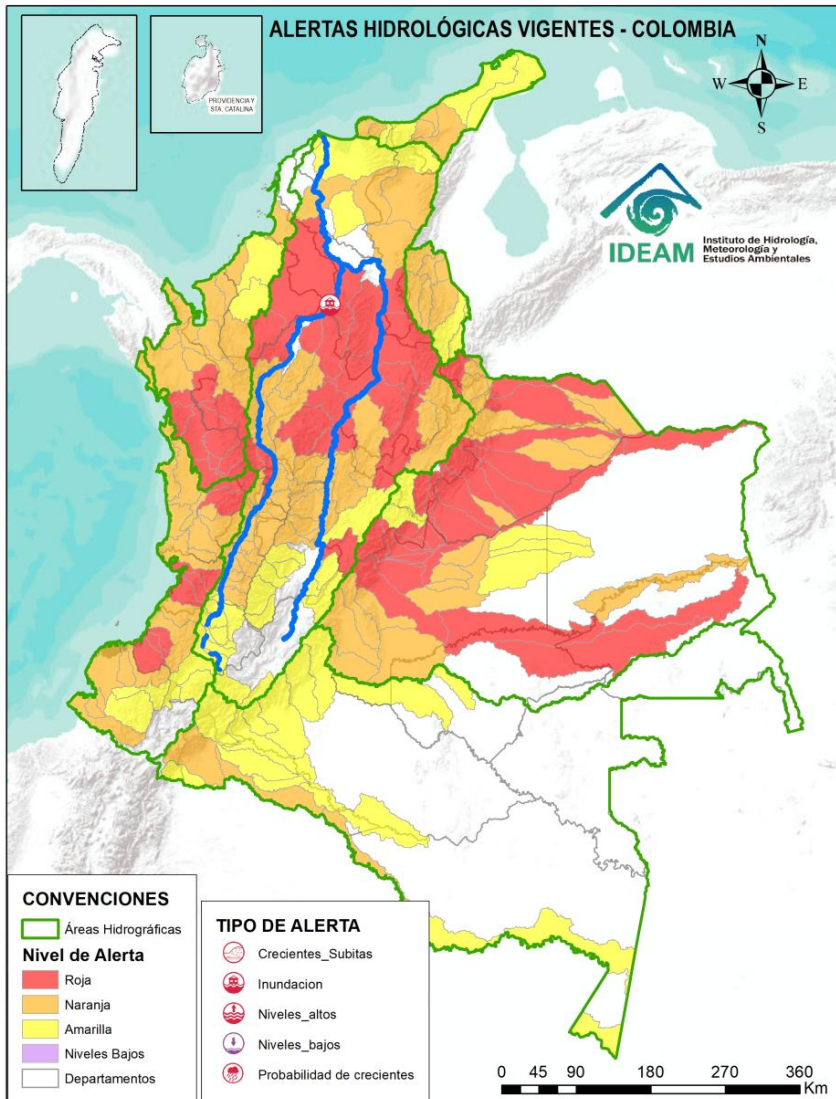 ALERTAS HIDROLÓGICAS VIGENTES - COLOMBIA
PROVIDENCIA Y
STA. CATALINA
N
W
E
S
IDEAM
Instituto de Hidrología,
Meteorología y
Estudios Ambientales
CONVENCIONES
Áreas Hidrográficas
Nivel de Alerta
Roja
Naranja
Amarilla
Niveles Bajos
Departamentos
TIPO DE ALERTA
Crecientes_Subitas
Inundacion
Niveles_altos
Niveles_bajos
Probabilidad de crecientes
0 45 90 180 270 360
Km